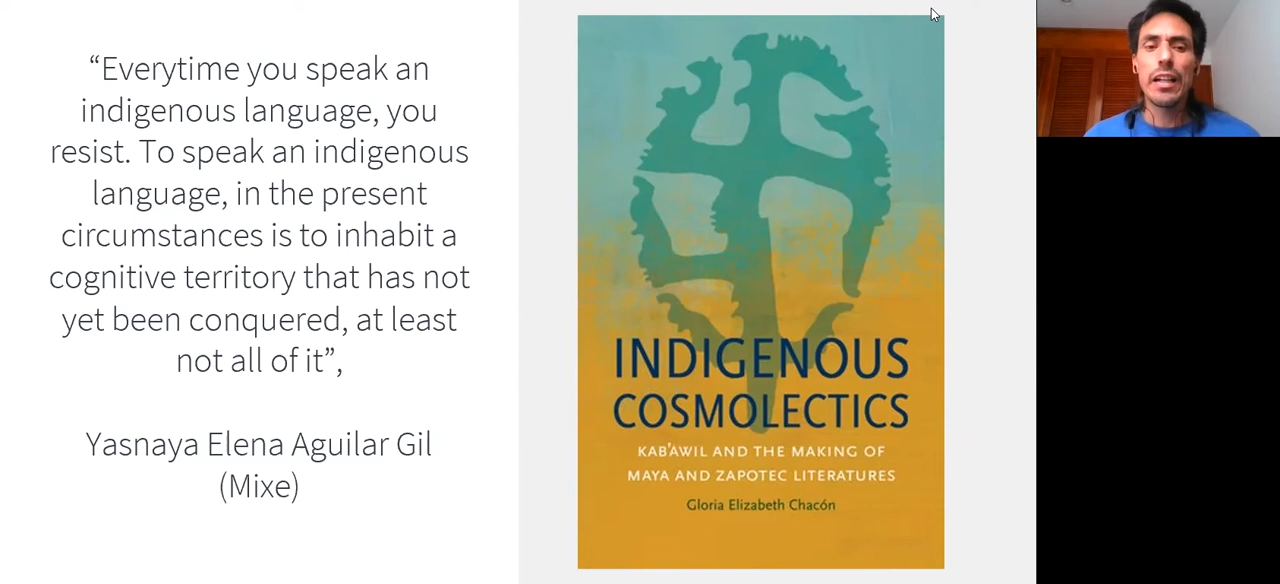 “Everytime you speak an
indigenous language, you
resist. To speak an indigenous
language, in the present
circumstances is to inhabit a
cognitive territory that has not
yet been conquered, at least
not all of it”,
Yasnaya Elena Aguilar Gil
(Mixe)
INDIGENOUS
COSMOLECTICS
KAB’AWIL AND THE MAKING OF
MAYA AND ZAPOTEC LITERATURES
Gloria Elizabeth Chacón